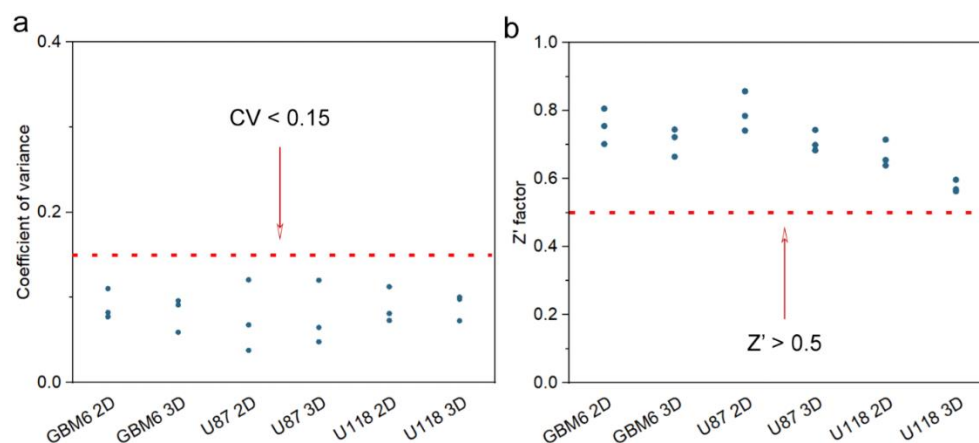 a
Coefficient of variance
0.4
0.2
0.0
CV < 0.15
GBM6 2D
GBM6 3D
U87 2D
U87 3D
U118 2D
U118 3D
b
Z' factor
1.0
0.8
0.6
0.4
0.2
0.0
Z’ > 0.5
GBM6 2D
GBM6 3D
U87 2D
U87 3D
U118 2D
U118 3D